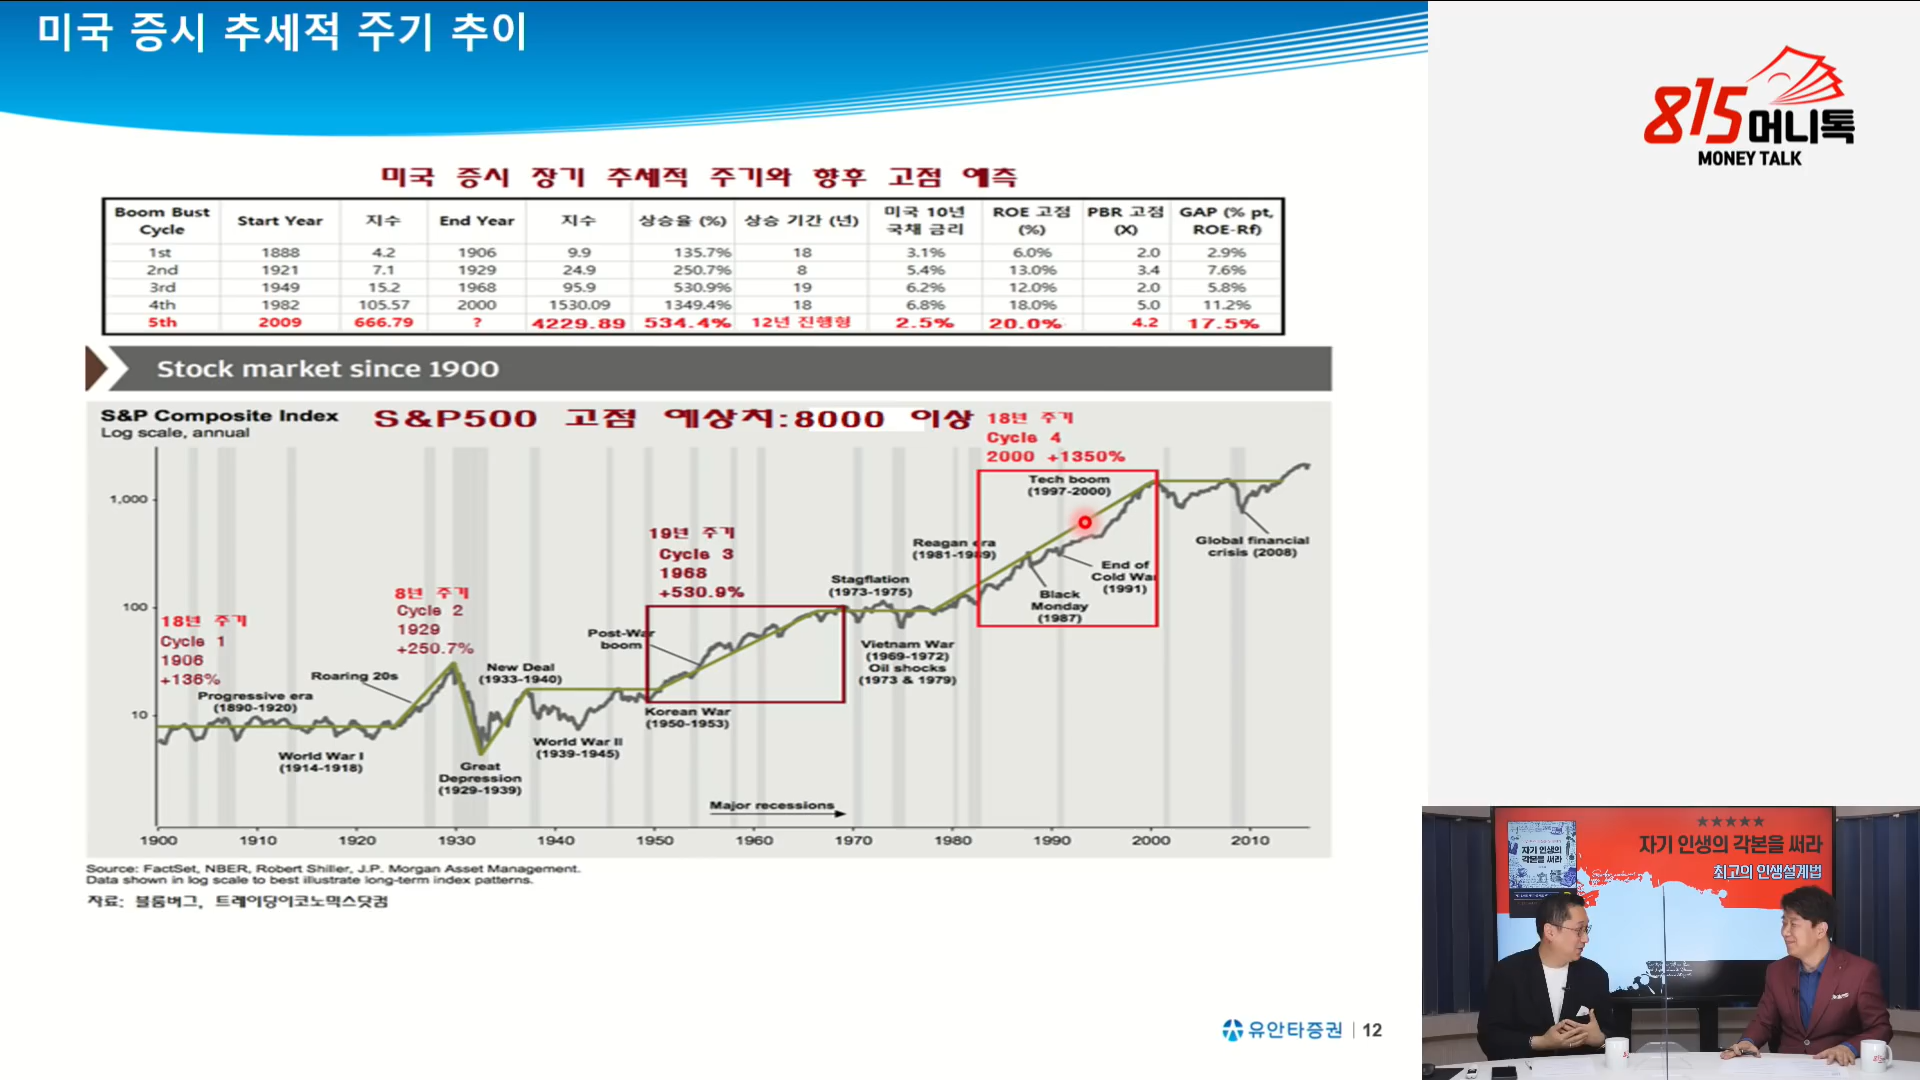 미국 증시 추세적 주기 추이
815머니톡
MONEY TALK
미국 증시 장기 추세적 주기와 향후 고점 예측
Boom Bust Cycle Start Year 지수 End Year 지수 상승율 (%) 상승 기간 (년) 미국 10년 국채 금리 ROE 고점 (%) PBR 고점 (X) GAP (% pt, ROE-Rf)
1st 1888 4.2 1906 9.9 135.7% 18 3.1% 6.0% 2.0 2.9%
2nd 1921 7.1 1929 24.9 250.7% 8 5.4% 13.0% 3.4 7.6%
3rd 1949 15.2 1968 95.9 530.9% 19 6.2% 12.0% 2.0 5.8%
4th 1982 105.57 2000 1530.09 1349.4% 18 6.8% 18.0% 5.0 11.2%
5th 2009 666.79 ? 4229.89 534.4% 12년 진행형 2.5% 20.0% 4.2 17.5%
Stock market since 1900
S&P Composite Index
Log scale, annual
S&P500 고점 예상치:8000 이상
18년 주기
Cycle 4
2000 +1350%
Tech boom
(1997-2000)
1,000
19년 주기
Cycle 3
1968
+530.9%
Reagan era
(1981-1989)
Global financial
crisis (2008)
End of
Cold War
(1991)
Stagflation
(1973-1975)
Black
Monday
(1987)
100
8년 주기
Cycle 2
1929
+250.7%
18년 주기
Cycle 1
1906
+136%
Post-War
boom
Vietnam War
(1969-1972)
Oil shocks
(1973 & 1979)
Roaring 20s
New Deal
(1933-1940)
Progressive era
(1890-1920)
10
Korean War
(1950-1953)
World War I
(1914-1918)
World War II
(1939-1945)
Great
Depression
(1929-1939)
Major recessions
1900 1910 1920 1930 1940 1950 1960 1970 1980 1990 2000 2010
Source: FactSet, NBER, Robert Shiller, J.P. Morgan Asset Management.
Data shown in log scale to best illustrate long-term index patterns.
자료: 블룸버그, 트레이딩이코노믹스닷컴
유안타증권 | 12
★★★★★
자기 인생의 각본을 써라
최고의 인생설계법
자기 인생의
각본을 써라